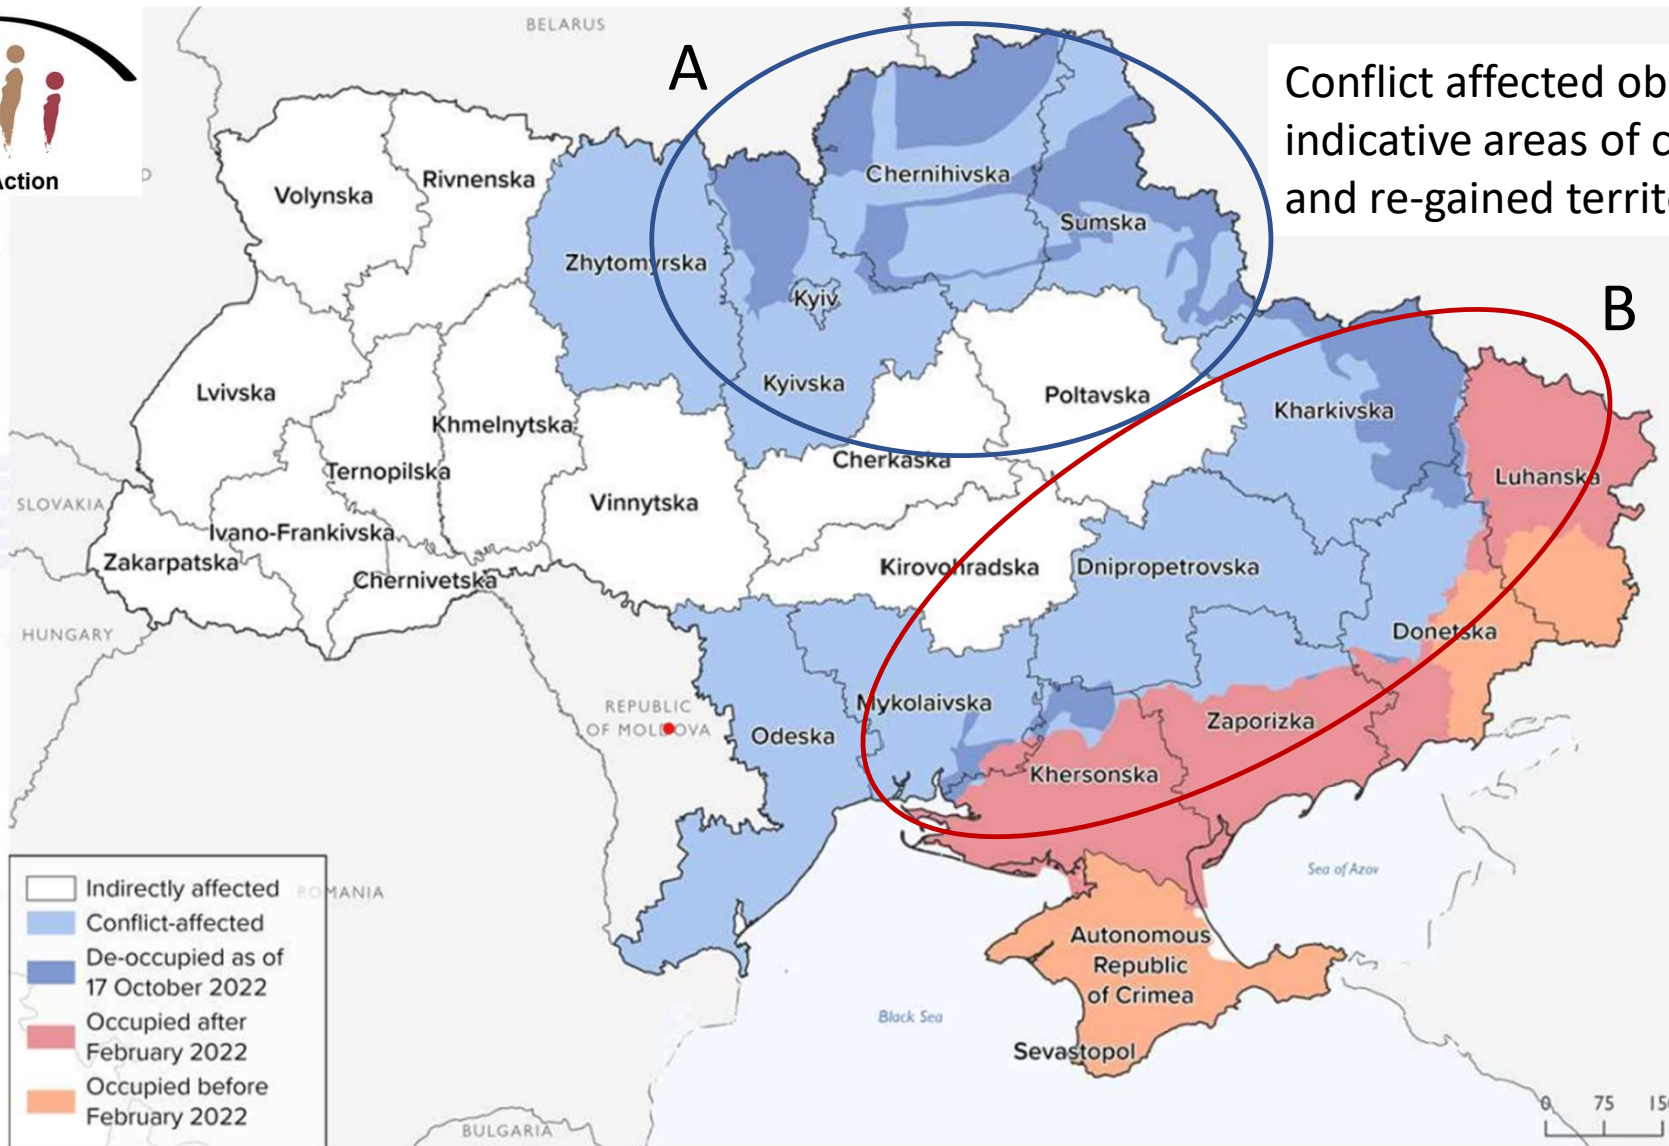 BELARUS
A
Conflict affected ob
indicative areas of c
and re-gained territ
Action
Volynska
Rivnenska
Chernihivska
Sumska
Zhytomyrska
Kyiv
B
Kyivska
Lvivska
Poltavska
Kharkivska
Khmelnytska
Cherkaska
Ternopilska
Luhanska
SLOVAKIA
Vinnytska
Ivano-Frankivska
Zakarpatska
Chernivetska
Kirovohradska
Dnipropetrovska
HUNGARY
Donetska
REPUBLIC
OF MOLDOVA
Mykolaivska
Odeska
Zaporizka
Khersonska
Sea of Azov
Indirectly affected
ROMANIA
Conflict-affected
De-occupied as of
17 October 2022
Occupied after
February 2022
Occupied before
February 2022
Autonomous
Republic
of Crimea
Black Sea
Sevastopol
0 75 15
BULGARIA